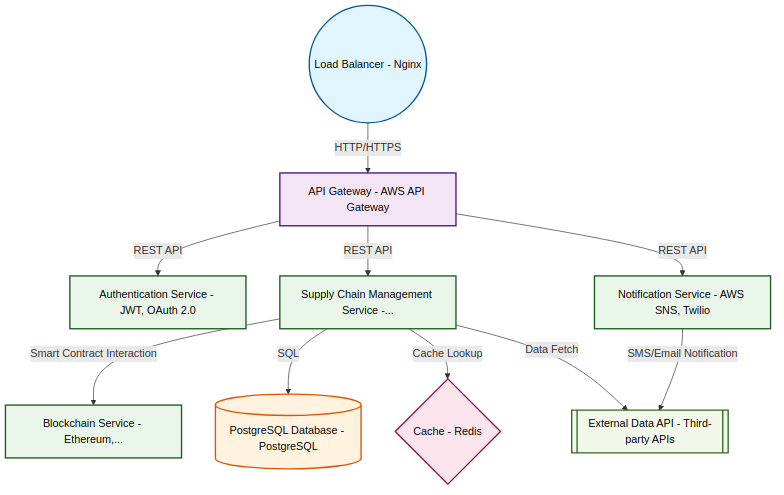 Load Balancer - Nginx
HTTP/HTTPS
API Gateway - AWS API
Gateway
REST API
REST API
REST API
Authentication Service -
JWT, OAuth 2.0
Supply Chain Management
Service -...
Notification Service - AWS
SNS, Twilio
Smart Contract Interaction
SQL
Cache Lookup
Data Fetch
SMS/Email Notification
Blockchain Service -
Ethereum,...
PostgreSQL Database -
PostgreSQL
Cache - Redis
External Data API - Third-
party APIs